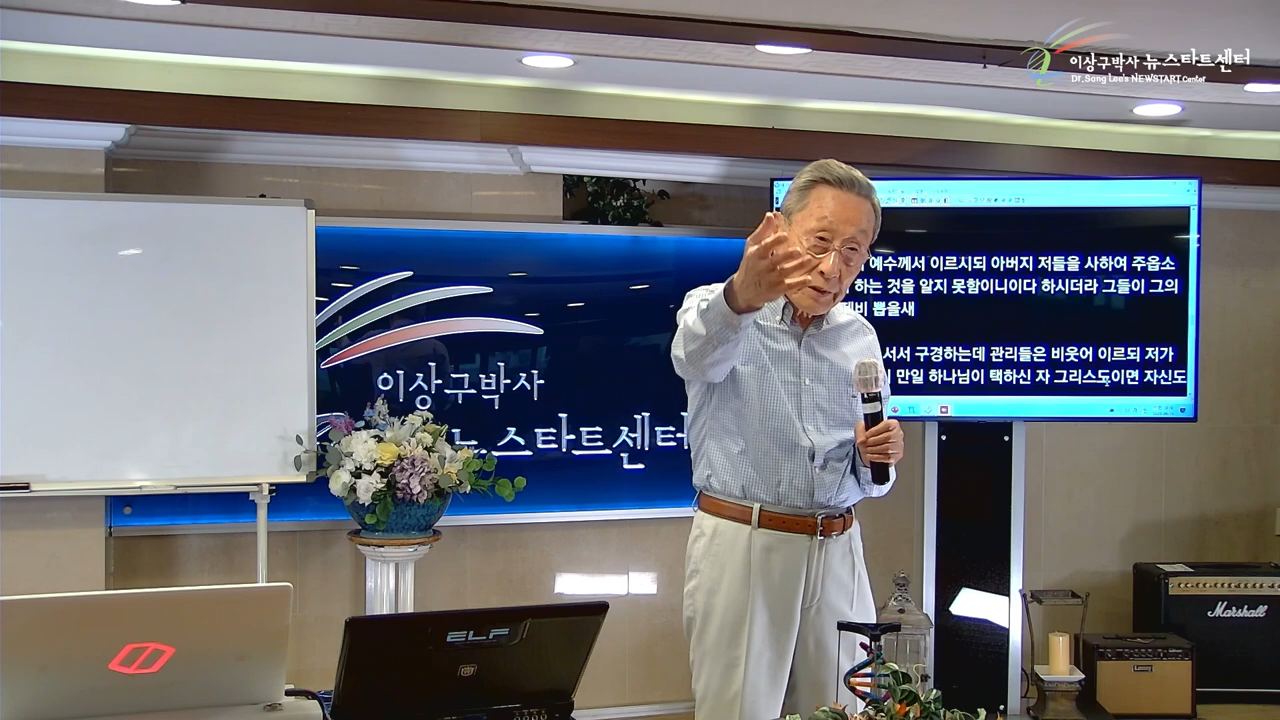 이상구박사 뉴스타트센터
Dr. Sang Lee's NEWSTART Center
예수께서 이르시되 아버지 저들을 사하여 주옵소
하는 것을 알지 못함이니이다 하시더라 그들이 그의
뽑을새
서서 구경하는데 관리들은 비웃어 이르되 저가
만일 하나님이 택하신 자 그리스도이면 자신도
이상구박사
뉴스타트센터
ELF
Marshall
Laney